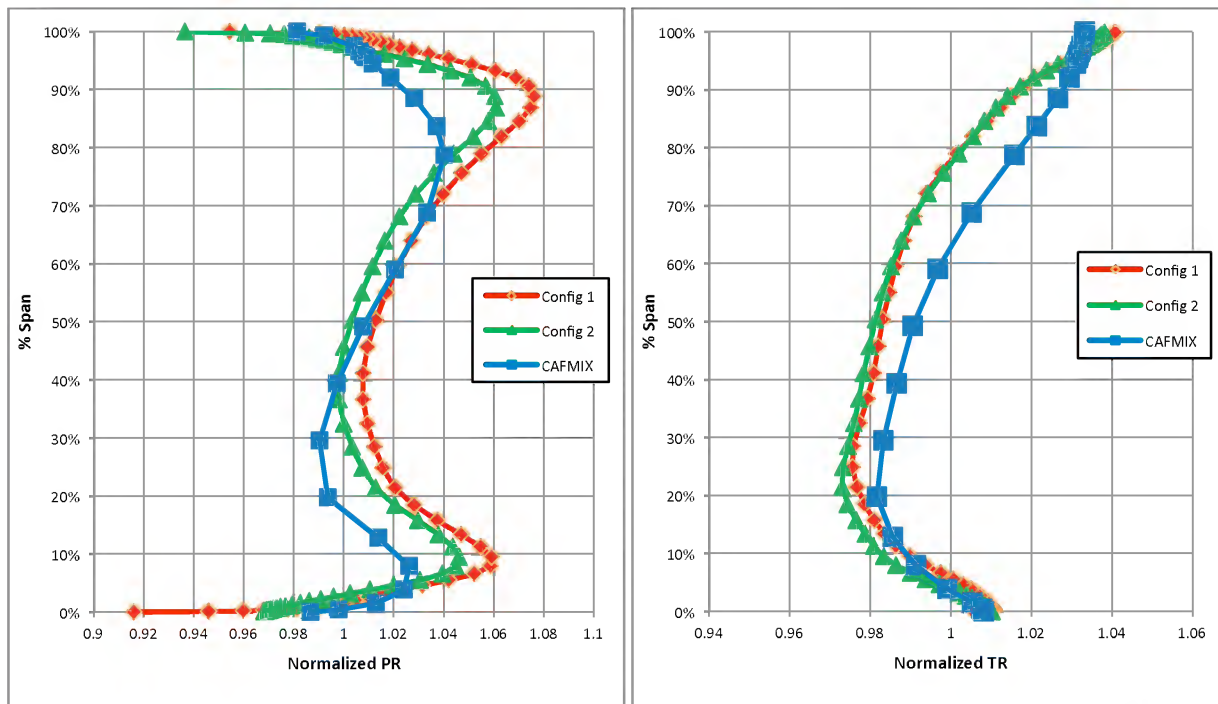 100%
90%
80%
70%
60%
50%
40%
30%
20%
10%
0%
% Span
0.9 0.92 0.94 0.96 0.98 1 1.02 1.04 1.06 1.08 1.1
Normalized PR
Config 1
Config 2
CAFMIX
100%
90%
80%
70%
60%
50%
40%
30%
20%
10%
0%
% Span
0.94 0.96 0.98 1 1.02 1.04 1.06
Normalized TR
Config 1
Config 2
CAFMIX